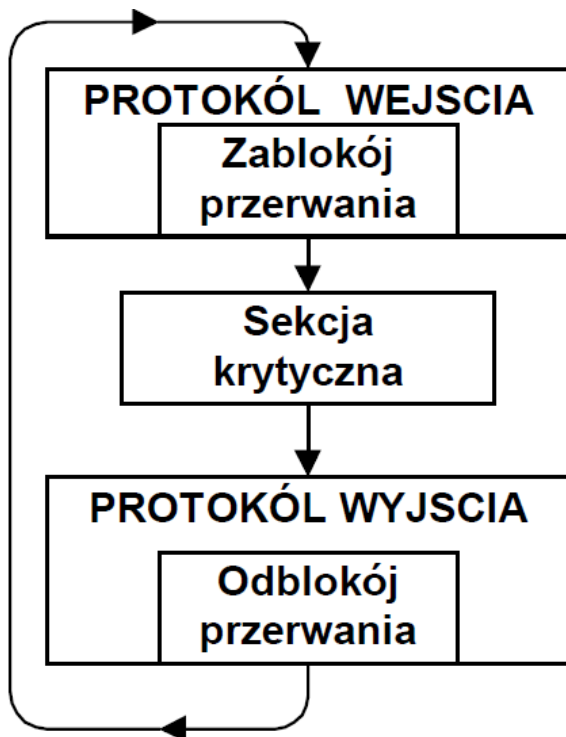 PROTOKÓL WEJSCIA
Zablokój
przerwania
Sekcja
krytyczna
PROTOKÓL WYJSCIA
Odblokój
przerwania